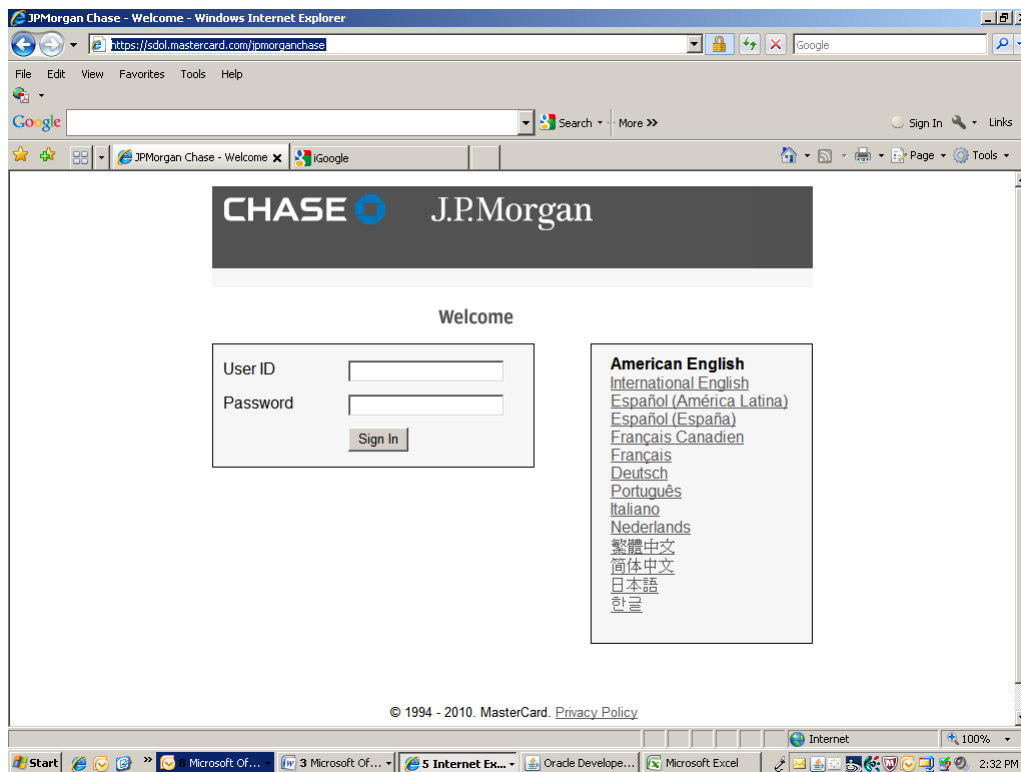 JPMorgan Chase - Welcome - Windows Internet Explorer
https://sdol.mastercard.com/jpmorganchase
Google
File Edit View Favorites Tools Help
Google Search More >> Sign In Links
JPMorgan Chase - Welcome iGoogle Page Tools
CHASE J.P.Morgan
Welcome
User ID
Password
Sign In
American English
International English
Español (América Latina)
Español (España)
Français Canadien
Français
Deutsch
Português
Italiano
Nederlands
繁體中文
简体中文
日本語
한글
© 1994 - 2010. MasterCard. Privacy Policy
Internet 100%
Start 8 Microsoft Of... 3 Microsoft Of... 5 Internet Ex... Oracle Develope... Microsoft Excel 2:32 PM